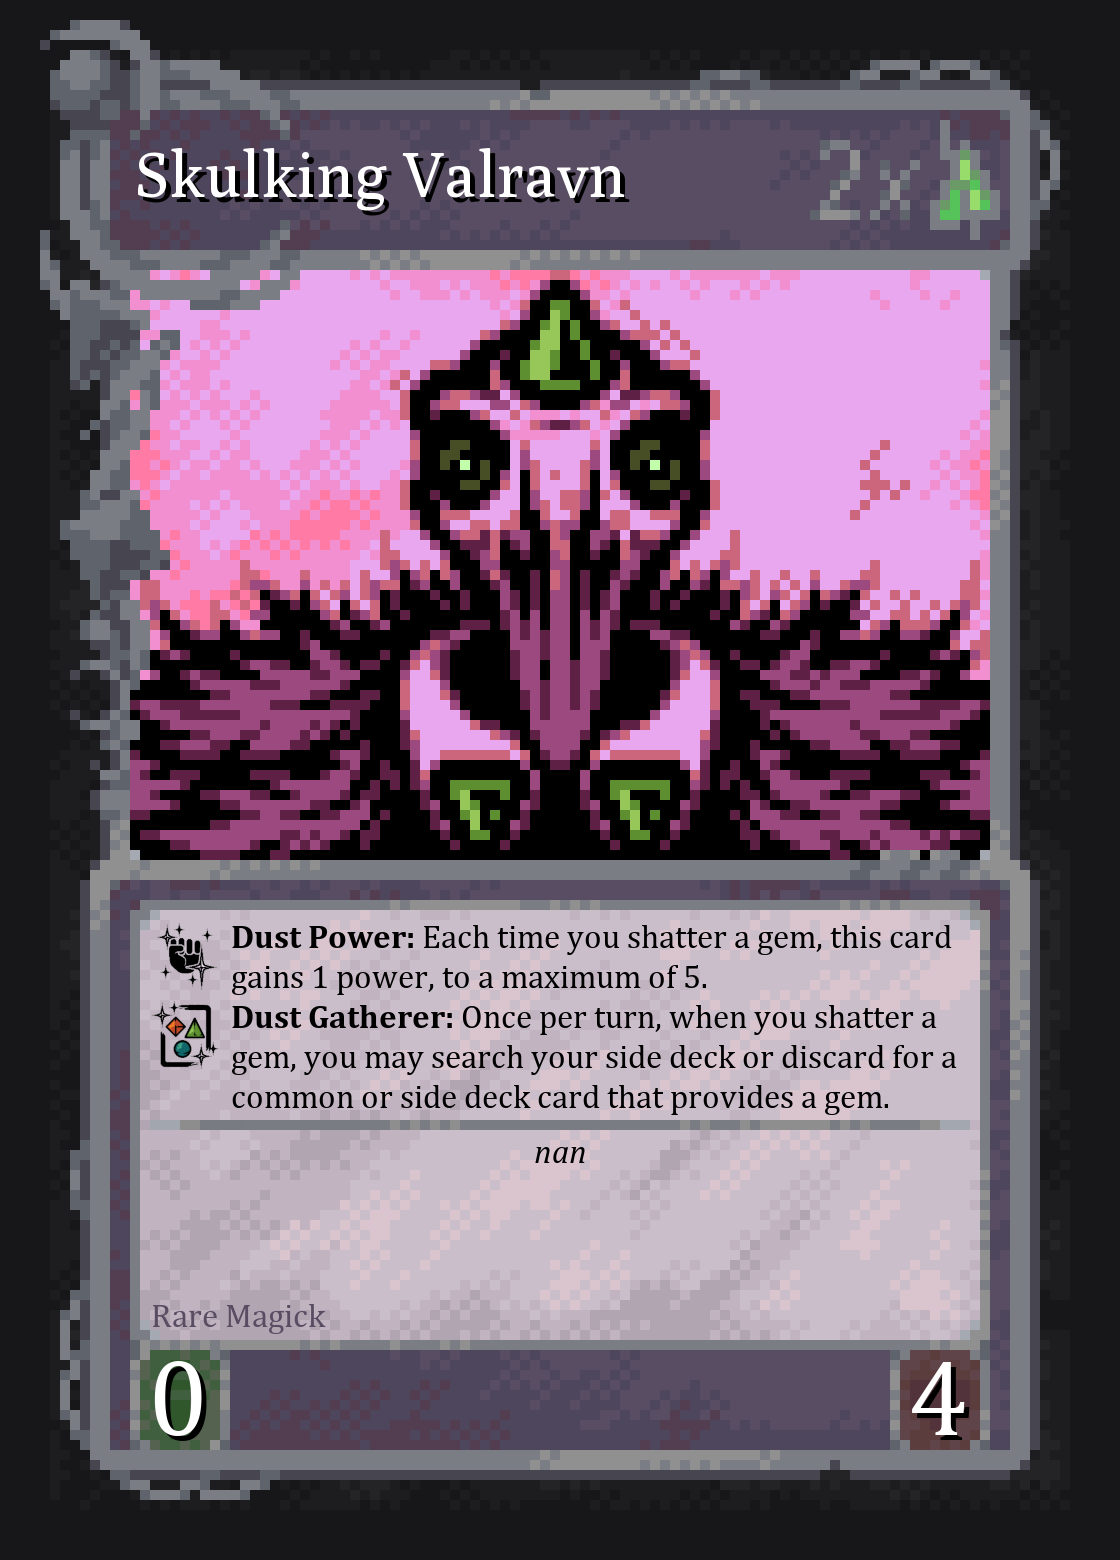 Skulking Valravn 2x
Dust Power: Each time you shatter a gem, this card
gains 1 power, to a maximum of 5.
Dust Gatherer: Once per turn, when you shatter a
gem, you may search your side deck or discard for a
common or side deck card that provides a gem.
nan
Rare Magick
0 4